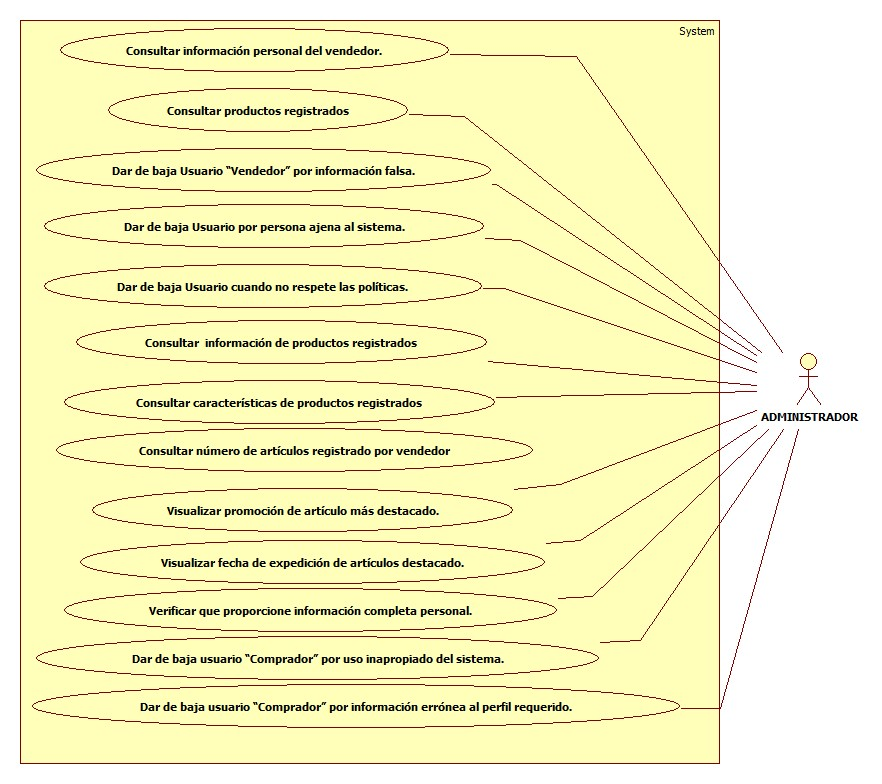 System
Consultar información personal del vendedor.
Consultar productos registrados
Dar de baja Usuario “Vendedor” por información falsa.
Dar de baja Usuario por persona ajena al sistema.
Dar de baja Usuario cuando no respete las políticas.
Consultar información de productos registrados
Consultar características de productos registrados
ADMINISTRADOR
Consultar número de artículos registrado por vendedor
Visualizar promoción de artículo más destacado.
Visualizar fecha de expedición de artículos destacado.
Verificar que proporcione información completa personal.
Dar de baja usuario “Comprador” por uso inapropiado del sistema.
Dar de baja usuario “Comprador” por información errónea al perfil requerido.